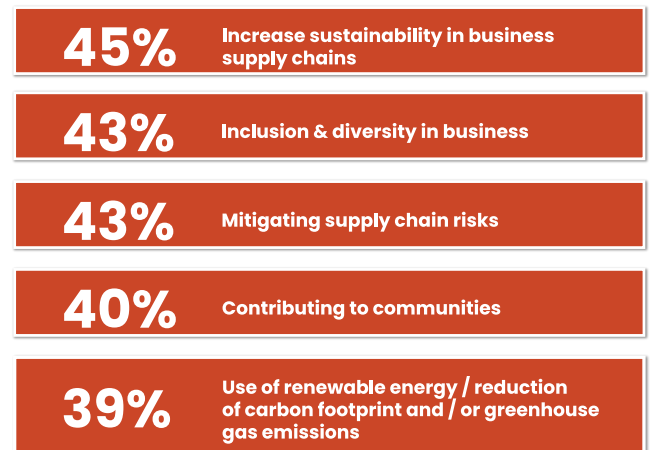 45%
Increase sustainability in business
supply chains
43%
Inclusion & diversity in business
43%
Mitigating supply chain risks
40%
Contributing to communities
39%
Use of renewable energy / reduction
of carbon footprint and / or greenhouse
gas emissions